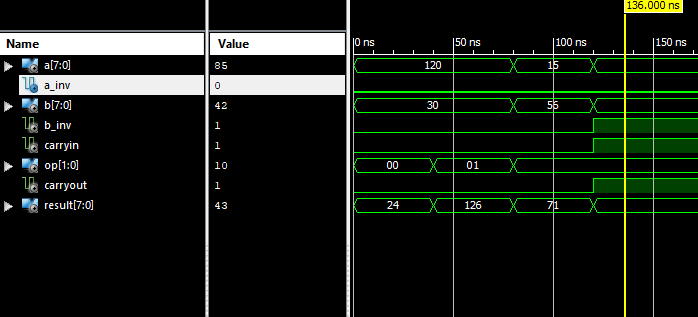 136.000 ns
Name Value 0 ns 50 ns 100 ns 150 ns
a[7:0] 85 120 15
a_inv 0
b[7:0] 42 30 56
b_inv 1
carryin 1
op[1:0] 10 00 01
carryout 1
result[7:0] 43 24 126 71